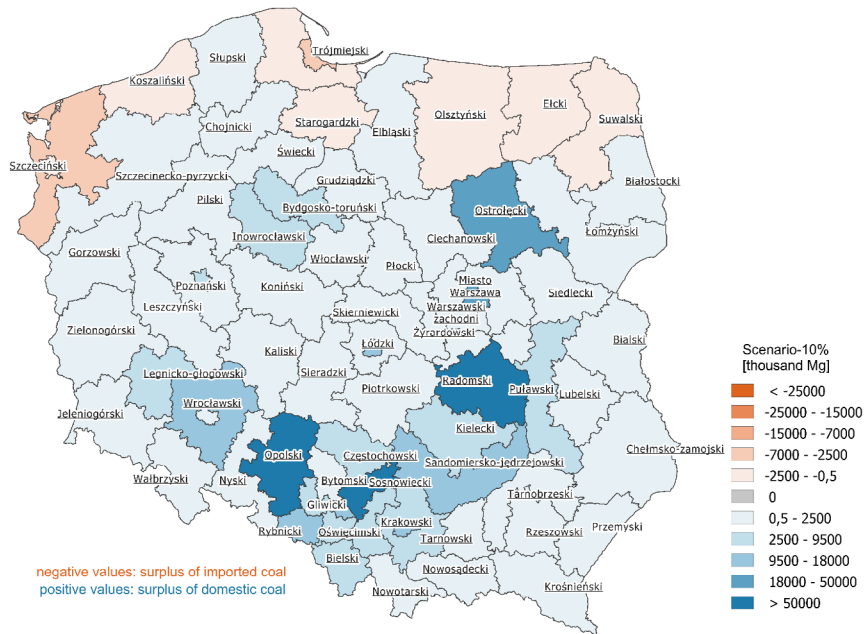 Trójmiejski
Słupski
Koszaliński
Olsztyński
Ełcki
Suwalski
Starogardzki
Chojnicki
Elbląski
Szczeciński
Świecki
Szczecinecko-pyrzycki
Grudziądzki
Białostocki
Pilski
Bydgosko-toruński
Ostrołęcki
Inowrocławski
Ciechanowski
Łomżyński
Gorzowski
Włocławski
Płocki
Poznański
Koniński
Miasto
Warszawa
Siedlecki
Leszczyński
Skierniewicki
Warszawski
zachodni
Zielonogórski
Żyrardowski
Łódzki
Bialski
Kaliski
Legnicko-głogowski
Sieradzki
Piotrkowski
Radomski
Puławski
Lubelski
Wrocławski
Jeleniogórski
Kielecki
Chełmsko-zamojski
Opolski
Częstochowski
Sandomiersko-jędrzejowski
Wałbrzyski
Nyski
Bytomski
Sosnowiecki
Tarnobrzeski
Gliwicki
Rybnicki
Oświęcimski
Krakowski
Tarnowski
Rzeszowski
Przemyski
Bielski
Nowosądecki
Nowotarski
Krośnieński
negative values: surplus of imported coal
positive values: surplus of domestic coal
Scenario-10%
[thousand Mg]
< -25000
-25000 - -15000
-15000 - -7000
-7000 - -2500
-2500 - -0,5
0
0,5 - 2500
2500 - 9500
9500 - 18000
18000 - 50000
> 50000